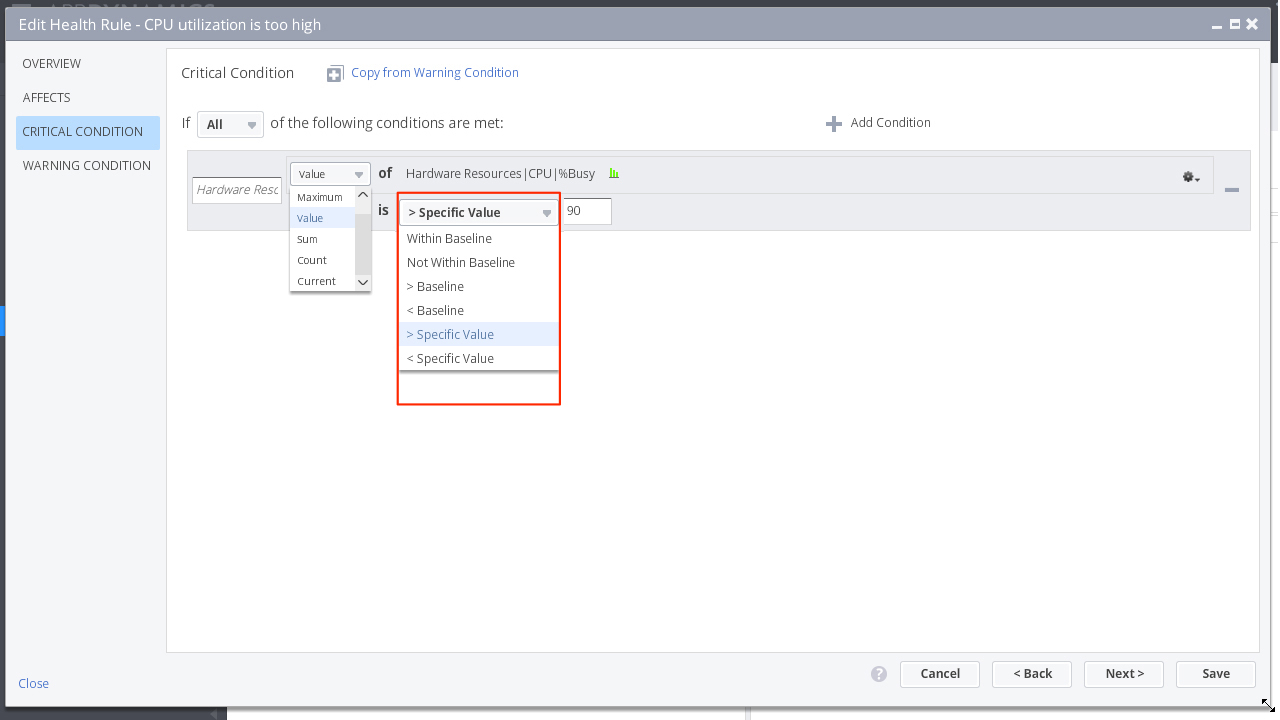 Edit Health Rule - CPU utilization is too high
OVERVIEW
AFFECTS
CRITICAL CONDITION
WARNING CONDITION
Critical Condition
Copy from Warning Condition
If All of the following conditions are met:
Add Condition
Hardware Resc
Value of Hardware Resources|CPU|%Busy
Maximum
Value
Sum
Count
Current
is > Specific Value 90
Within Baseline
Not Within Baseline
> Baseline
< Baseline
> Specific Value
< Specific Value
Close
?
Cancel
< Back
Next >
Save